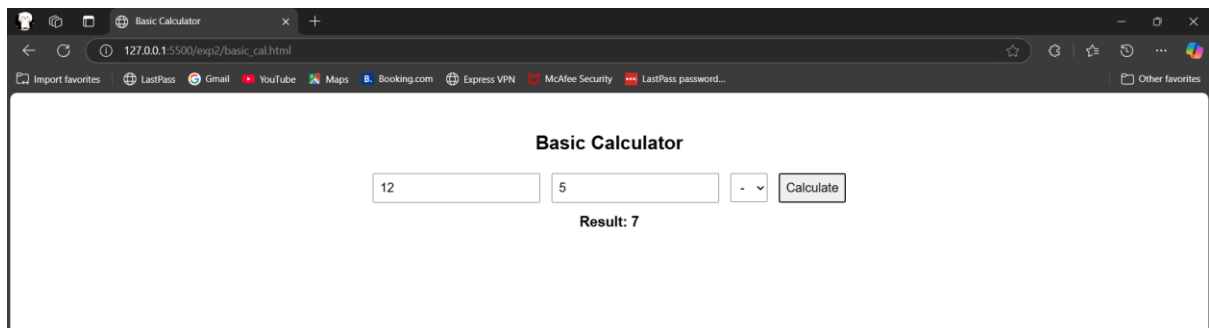 Basic Calculator
127.0.0.1:5500/exp2/basic_cal.html
Import favorites LastPass Gmail YouTube Maps B. Booking.com Express VPN McAfee Security LastPass password... Other favorites
Basic Calculator
12 5 - Calculate
Result: 7